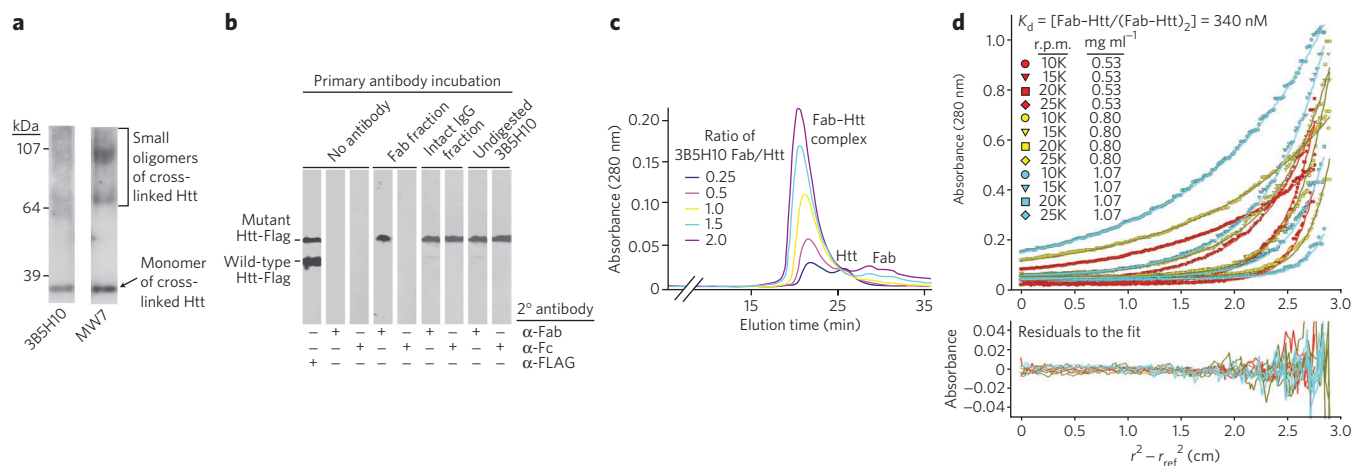 a
kDa
107
64
39
Small
oligomers
of cross-
linked Htt
Monomer
of cross-
linked Htt
3B5H10
MW7
b
Primary antibody incubation
No antibody
Fab fraction
Intact IgG
fraction
Undigested
3B5H10
Mutant
Htt-Flag
Wild-type
Htt-Flag
2° antibody
– + – + – + – + – α-Fab
– – + – + – + – + α-Fc
+ – – – – – – – – α-FLAG
c
Absorbance (280 nm)
0.20
0.15
0.10
0.05
0
Ratio of
3B5H10 Fab/Htt
0.25
0.5
1.0
1.5
2.0
Fab–Htt
complex
Htt
Fab
15 25 35
Elution time (min)
d
Kd = [Fab–Htt/(Fab–Htt)2] = 340 nM
r.p.m. mg ml−1
10K 0.53
15K 0.53
20K 0.53
25K 0.53
10K 0.80
15K 0.80
20K 0.80
25K 0.80
10K 1.07
15K 1.07
20K 1.07
25K 1.07
Absorbance (280 nm)
1.0
0.8
0.6
0.4
0.2
0.0
0 0.5 1.0 1.5 2.0 2.5 3.0
Residuals to the fit
Absorbance
0.04
0.02
0.00
−0.02
−0.04
0 0.5 1.0 1.5 2.0 2.5 3.0
r2 − rref2 (cm)